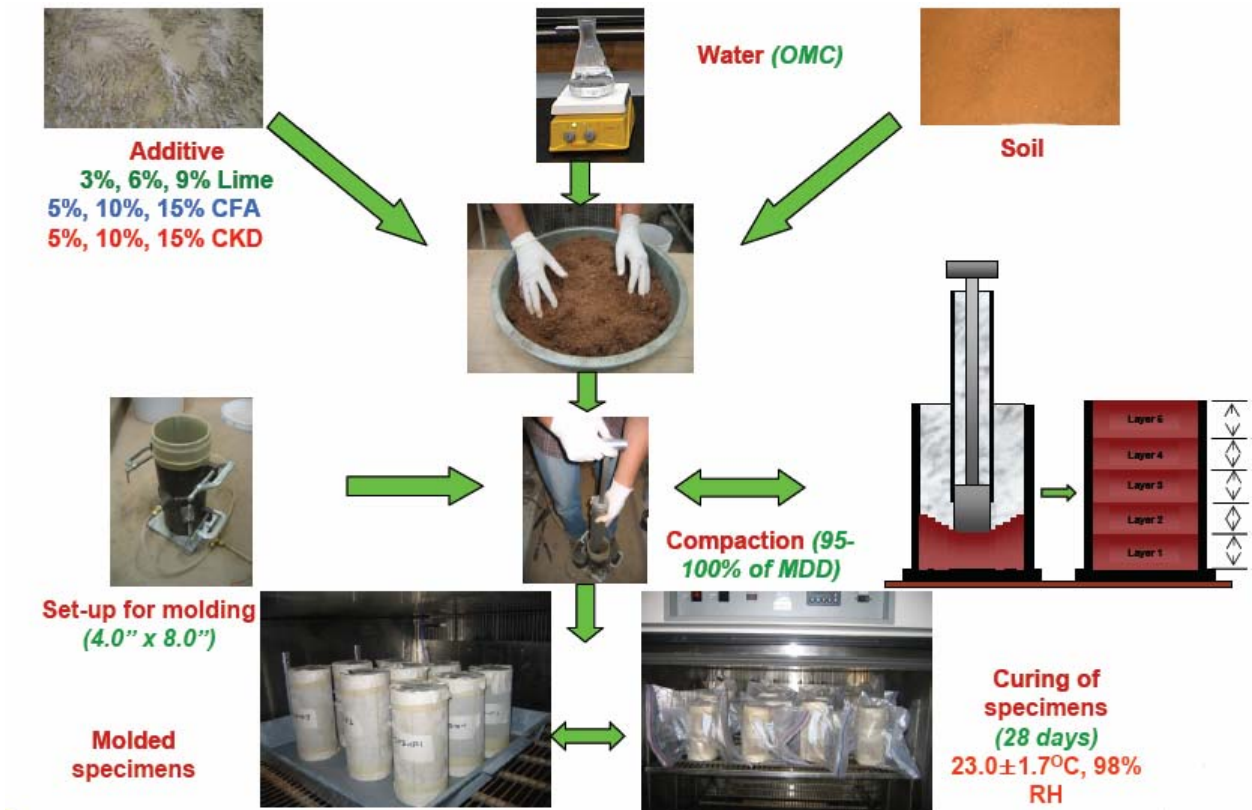 Water (OMC)
Additive
3%, 6%, 9% Lime
5%, 10%, 15% CFA
5%, 10%, 15% CKD
Soil
Layer 5
Layer 4
Layer 3
Layer 2
Layer 1
Compaction (95-
100% of MDD)
Set-up for molding
(4.0” x 8.0”)
Molded
specimens
Curing of
specimens
(28 days)
23.0±1.7ᴼC, 98%
RH